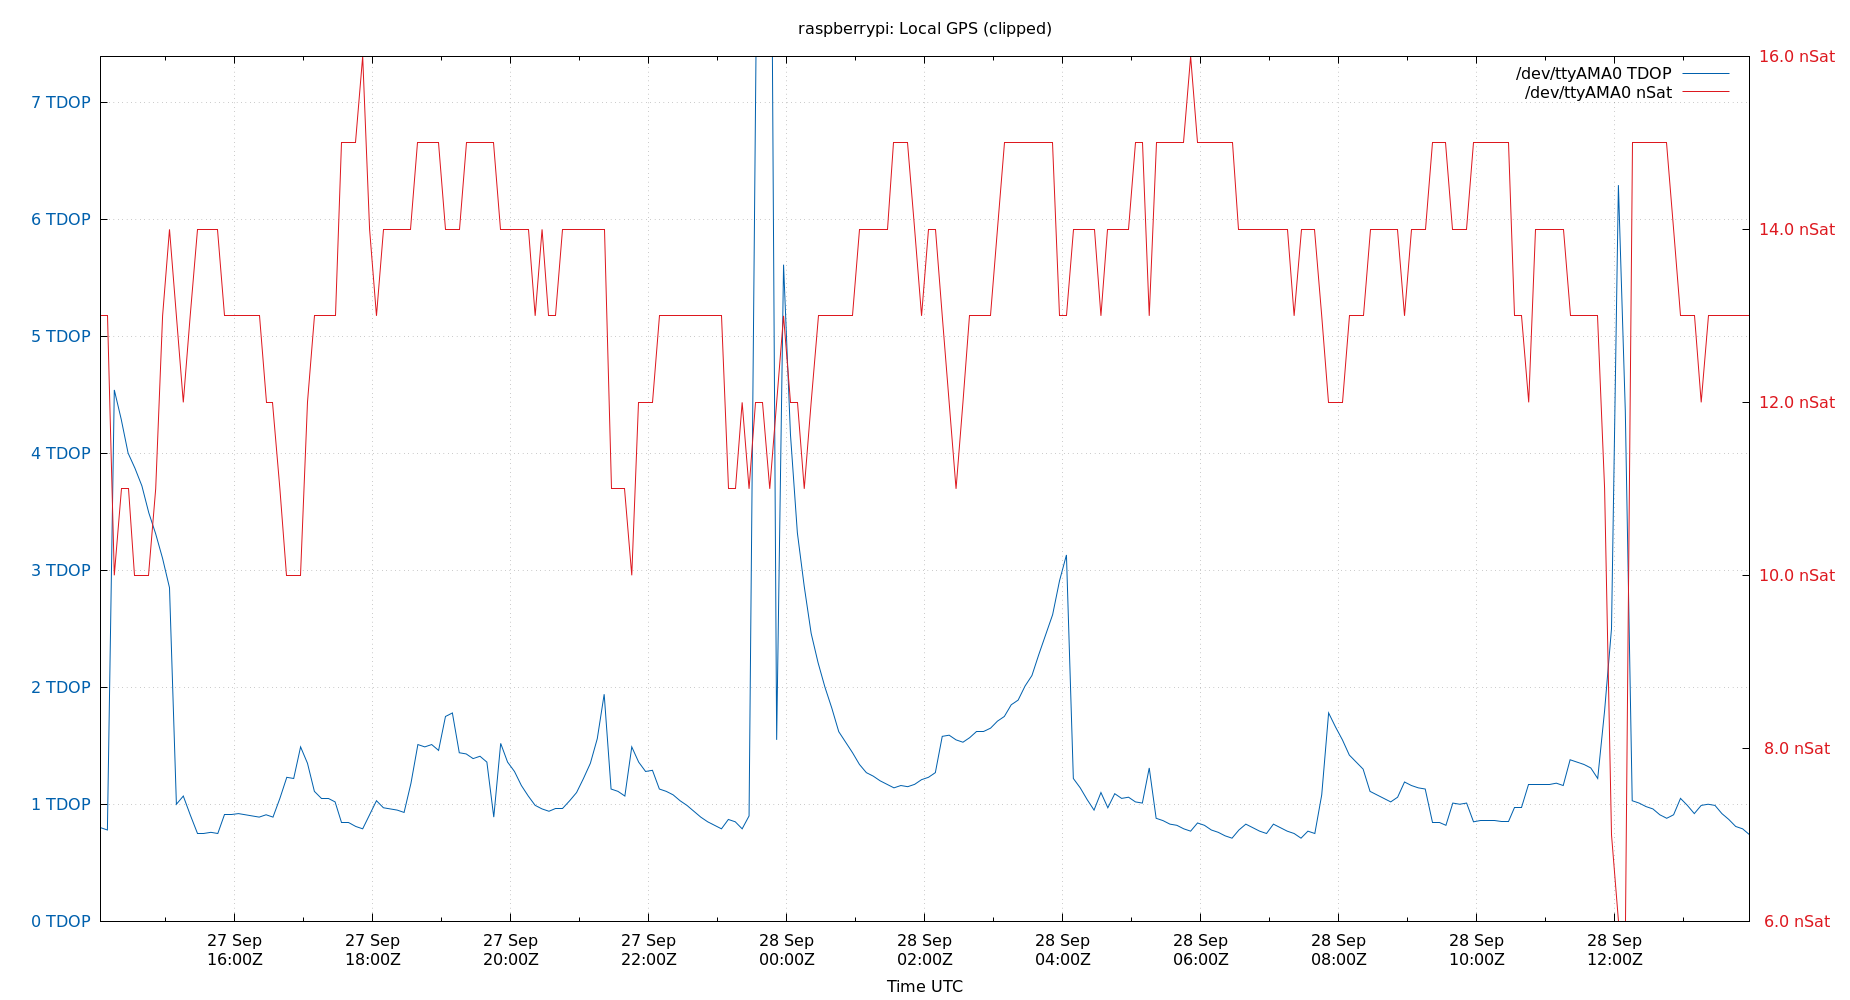 raspberrypi: Local GPS (clipped)
7 TDOP
6 TDOP
5 TDOP
4 TDOP
3 TDOP
2 TDOP
1 TDOP
0 TDOP
16.0 nSat
14.0 nSat
12.0 nSat
10.0 nSat
8.0 nSat
6.0 nSat
/dev/ttyAMA0 TDOP
/dev/ttyAMA0 nSat
27 Sep
16:00Z
27 Sep
18:00Z
27 Sep
20:00Z
27 Sep
22:00Z
28 Sep
00:00Z
28 Sep
02:00Z
28 Sep
04:00Z
28 Sep
06:00Z
28 Sep
08:00Z
28 Sep
10:00Z
28 Sep
12:00Z
Time UTC